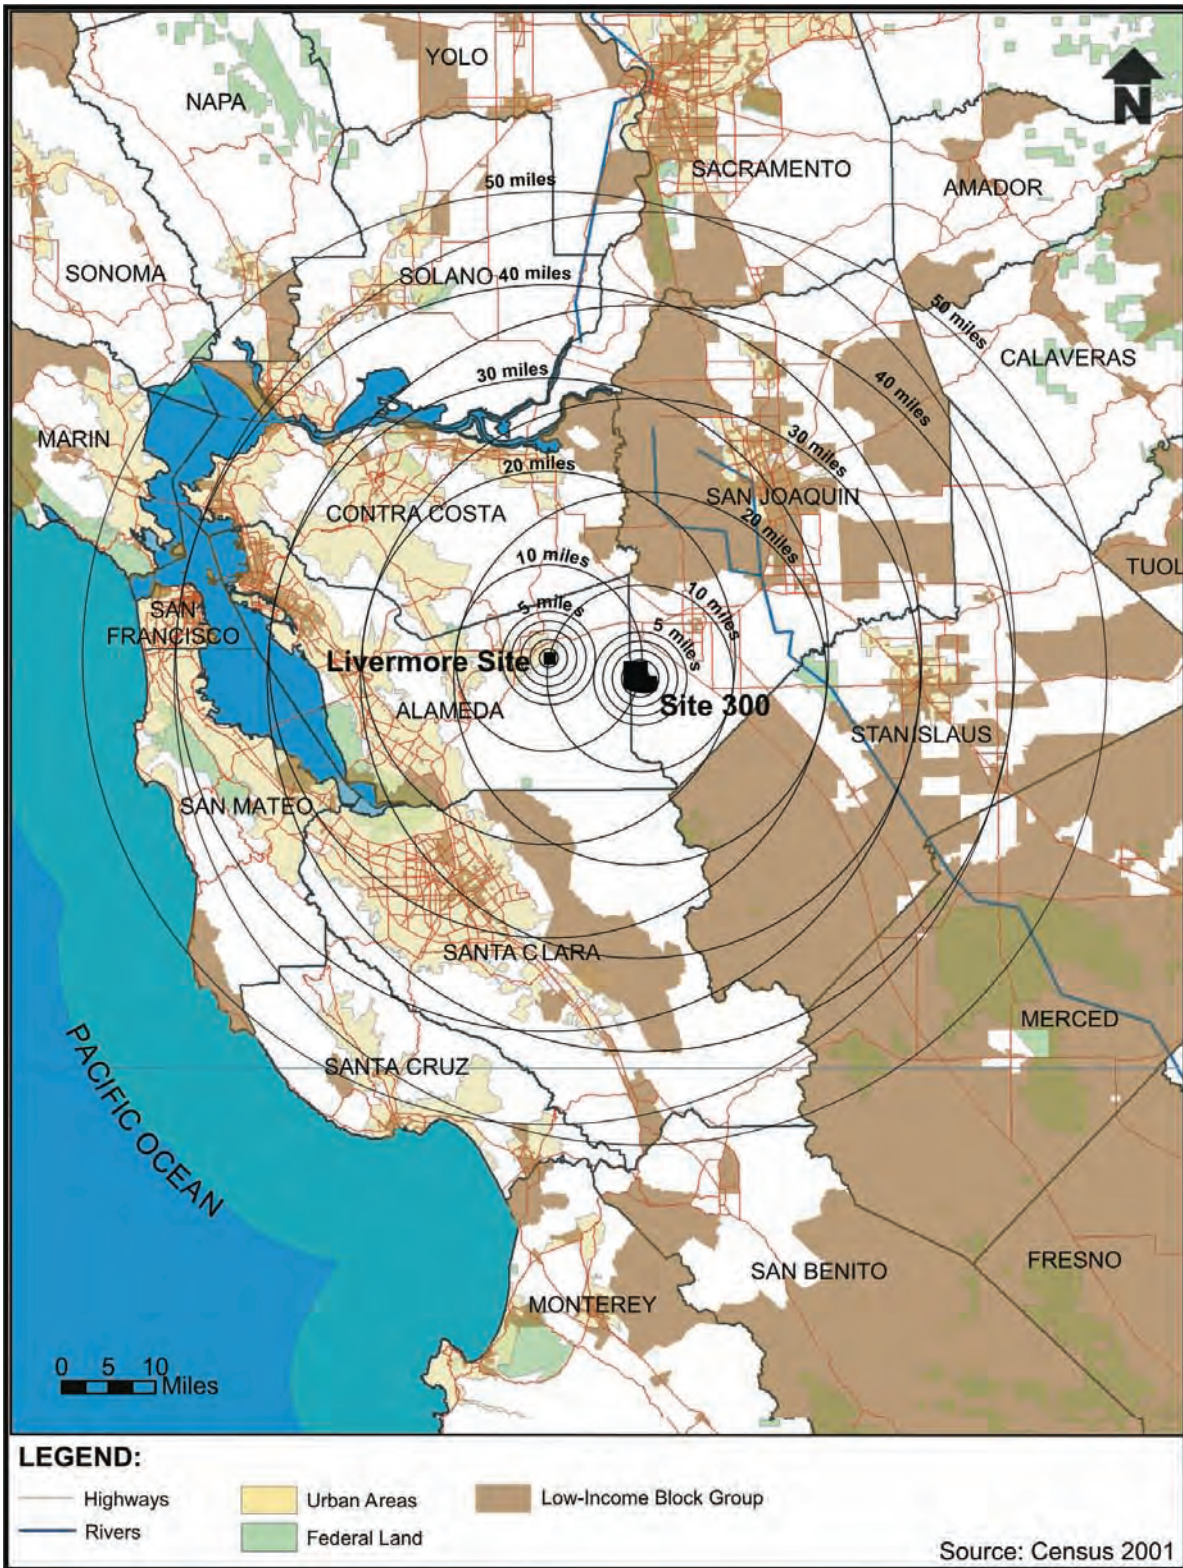 YOLO
NAPA
N
SACRAMENTO
AMADOR
50 miles
SONOMA
SOLANO
40 miles
50 miles
CALAVERAS
30 miles
40 miles
MARIN
30 miles
20 miles
SAN JOAQUIN
CONTRA COSTA
20 miles
10 miles
TUOL
10 miles
5 miles
SAN
FRANCISCO
5 miles
Livermore Site
Site 300
ALAMEDA
STANISLAUS
SAN MATEO
SANTA CLARA
MERCED
SANTA CRUZ
PACIFIC OCEAN
FRESNO
SAN BENITO
MONTEREY
0 5 10
Miles
LEGEND:
Highways
Urban Areas
Low-Income Block Group
Rivers
Federal Land
Source: Census 2001